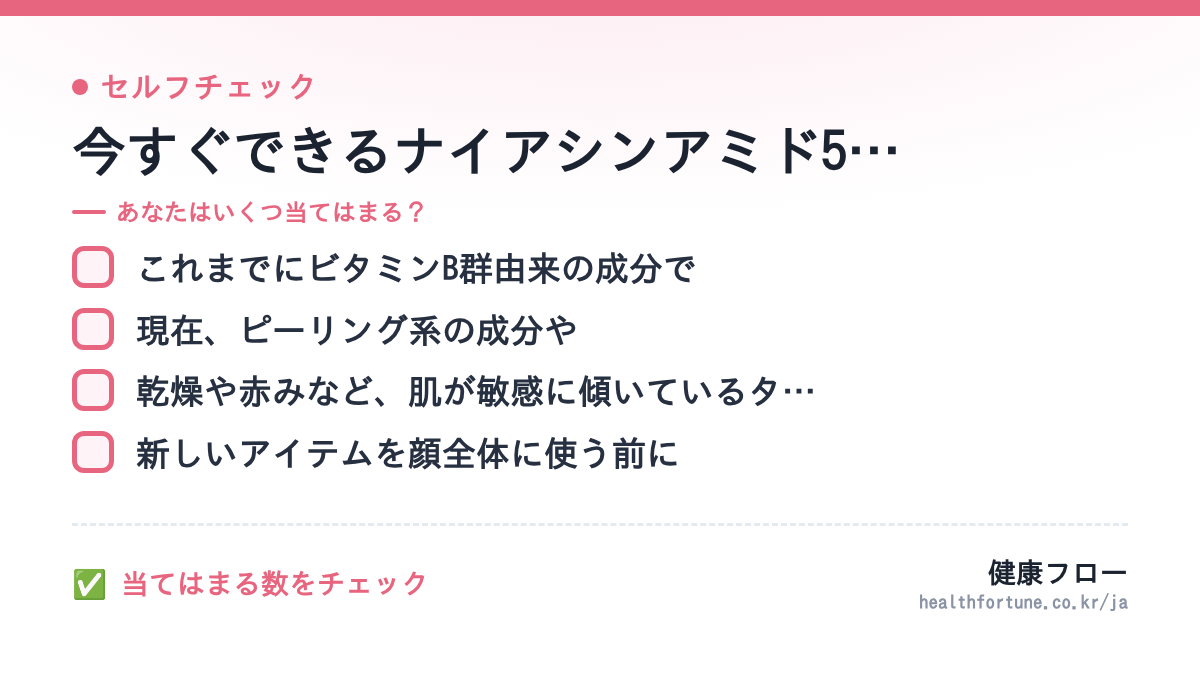 セルフチェック
今すぐできるナイアシンアミド5…
あなたはいくつ当てはまる？
これまでにビタミンB群由来の成分で
現在、ピーリング系の成分や
乾燥や赤みなど、肌が敏感に傾いているタ…
新しいアイテムを顔全体に使う前に
✅ 当てはまる数をチェック
健康フロー
healthfortune.co.kr/ja